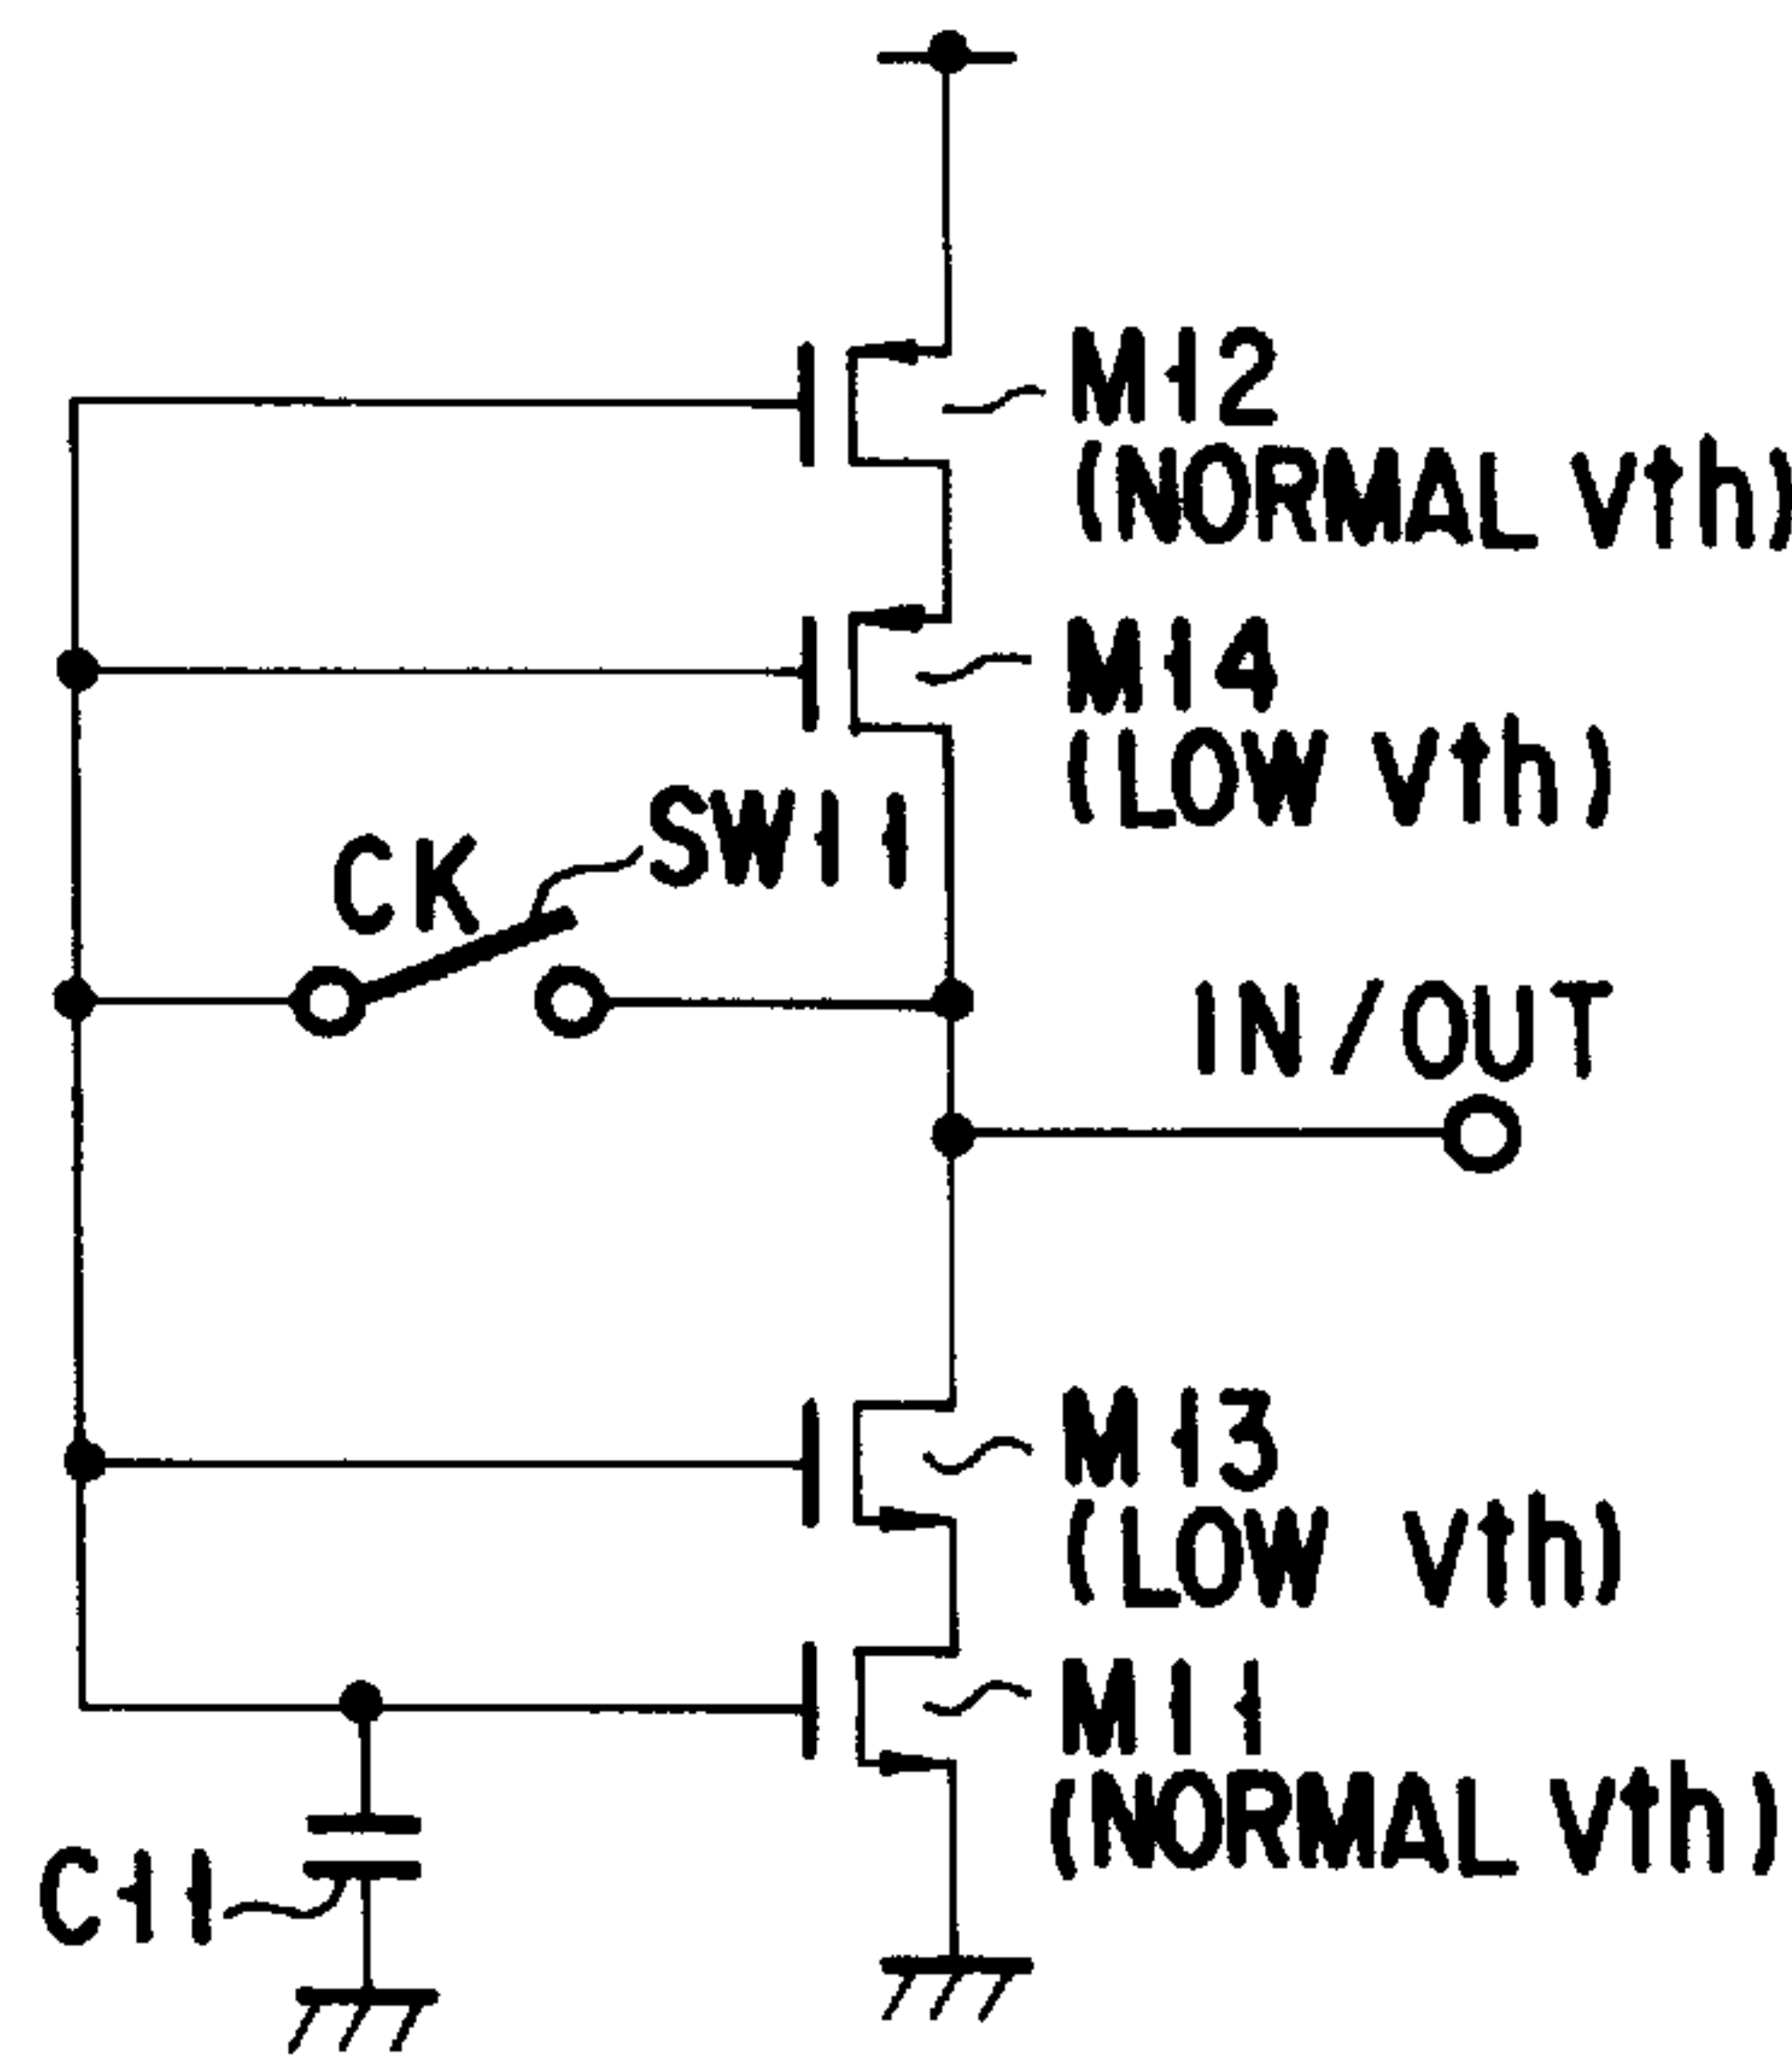 M12
(NORMAL Vth)
M14
(LOW Vth)
SW11
CK
IN/OUT
M13
(LOW Vth)
M11
(NORMAL Vth)
C11